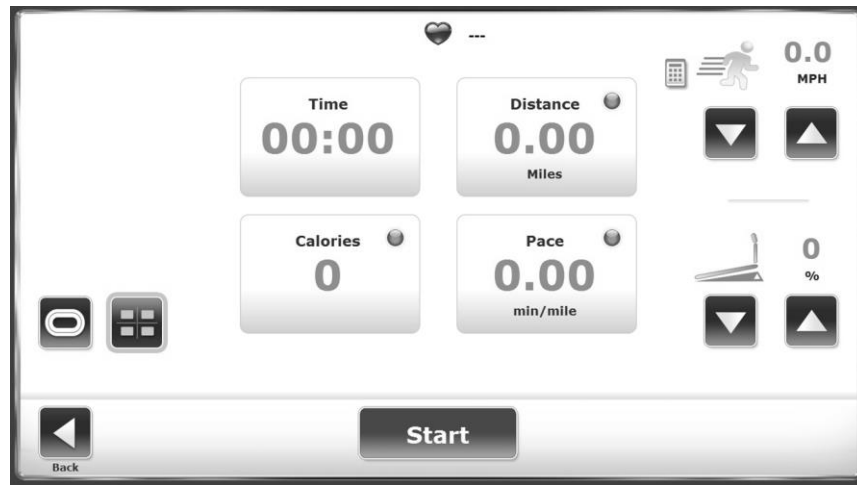 ---
0.0
MPH
Time
00:00
Distance
0.00
Miles
Calories
0
Pace
0.00
min/mile
0
%
Start
Back